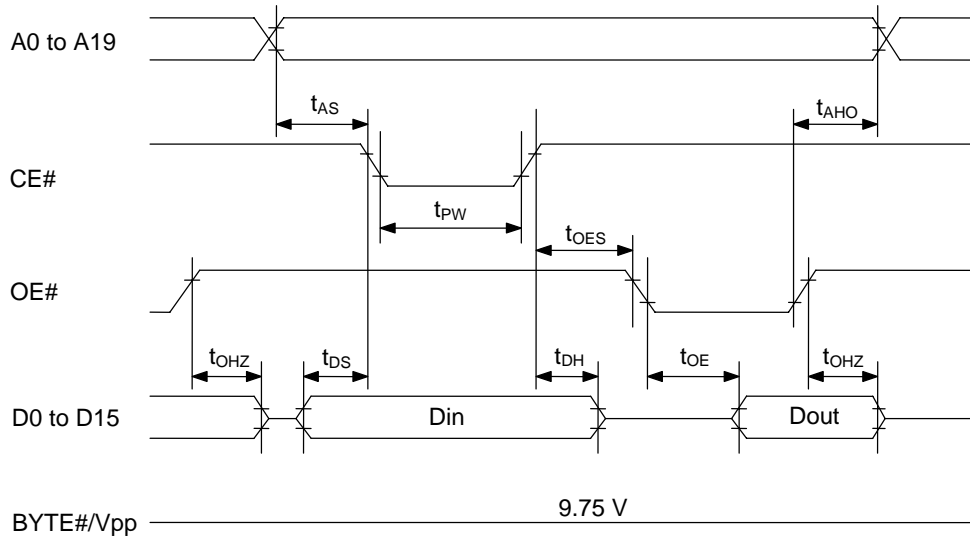 A0 to A19
tAS
tAHO
CE#
tPW
tOES
OE#
tOHZ
tDS
tDH
tOE
tOHZ
D0 to D15
Din
Dout
9.75 V
BYTE#/Vpp